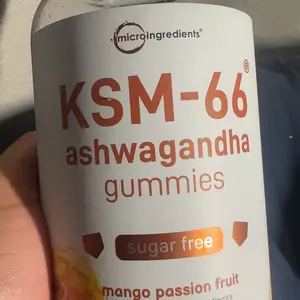 microingredients®
KSM-66®
ashwagandha
gummies
sugar free
mango passion fruit